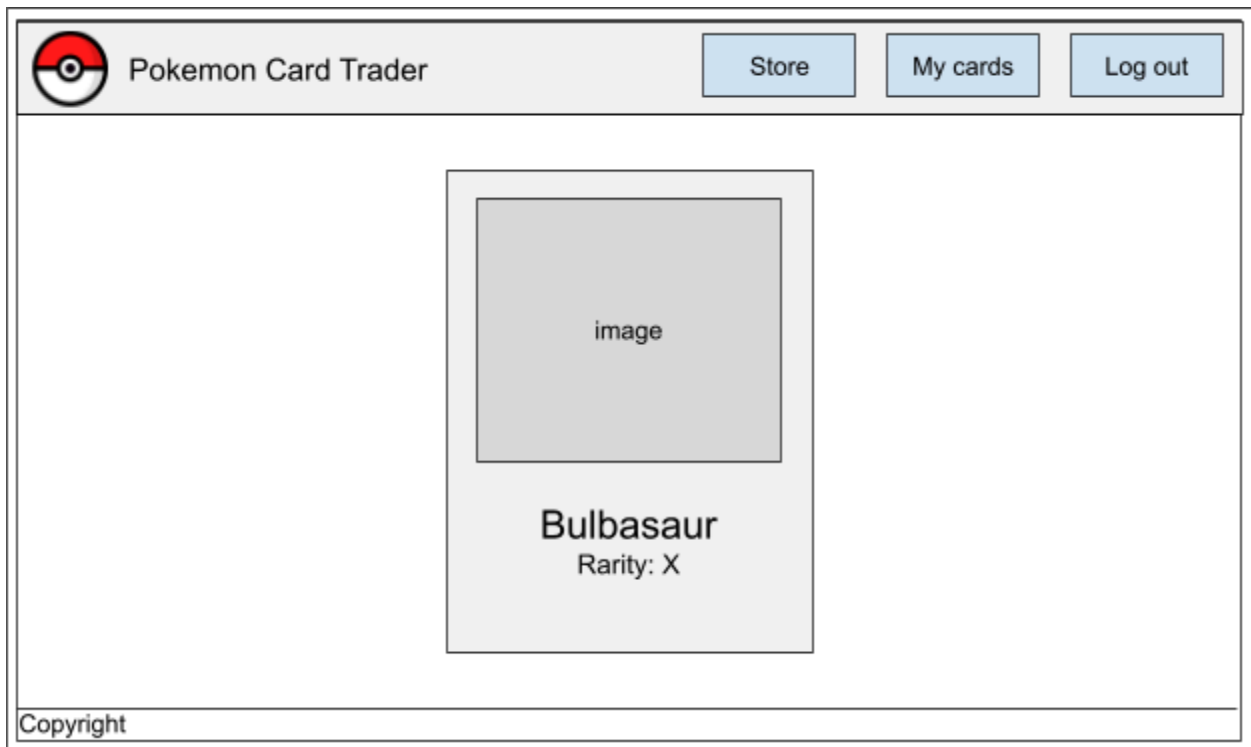 Pokemon Card Trader
Store
My cards
Log out
image
Bulbasaur
Rarity: X
Copyright